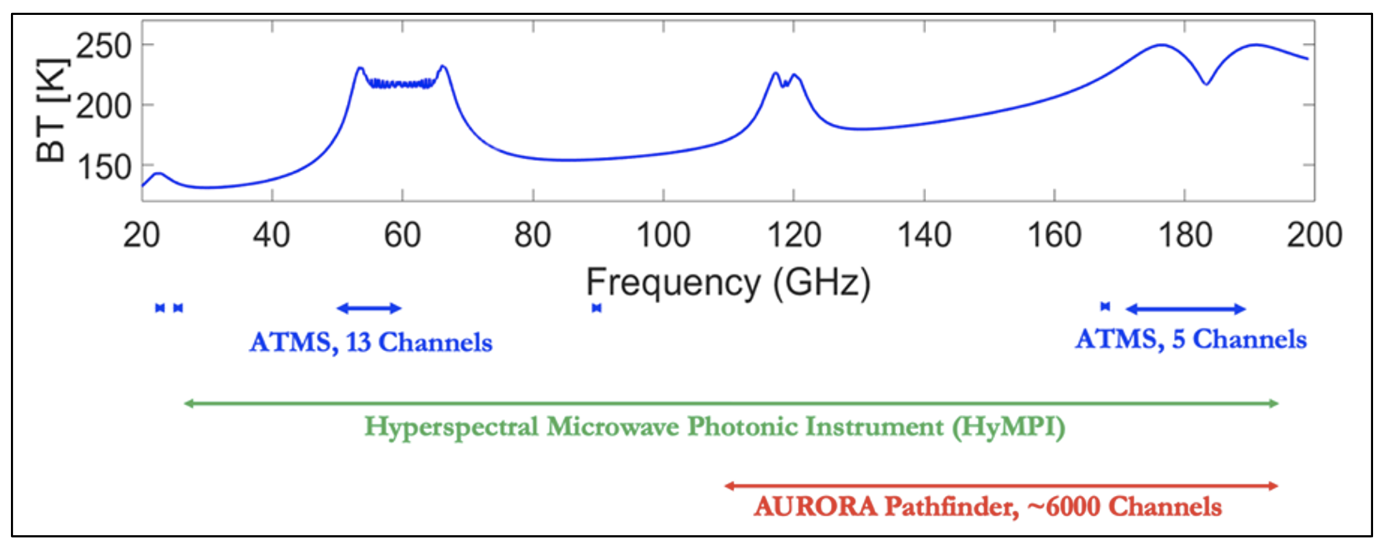 BT [K]
250
200
150
20 40 60 80 100 120 140 160 180 200
Frequency (GHz)
ATMS, 13 Channels
ATMS, 5 Channels
Hyperspectral Microwave Photonic Instrument (HyMPI)
AURORA Pathfinder, ~6000 Channels